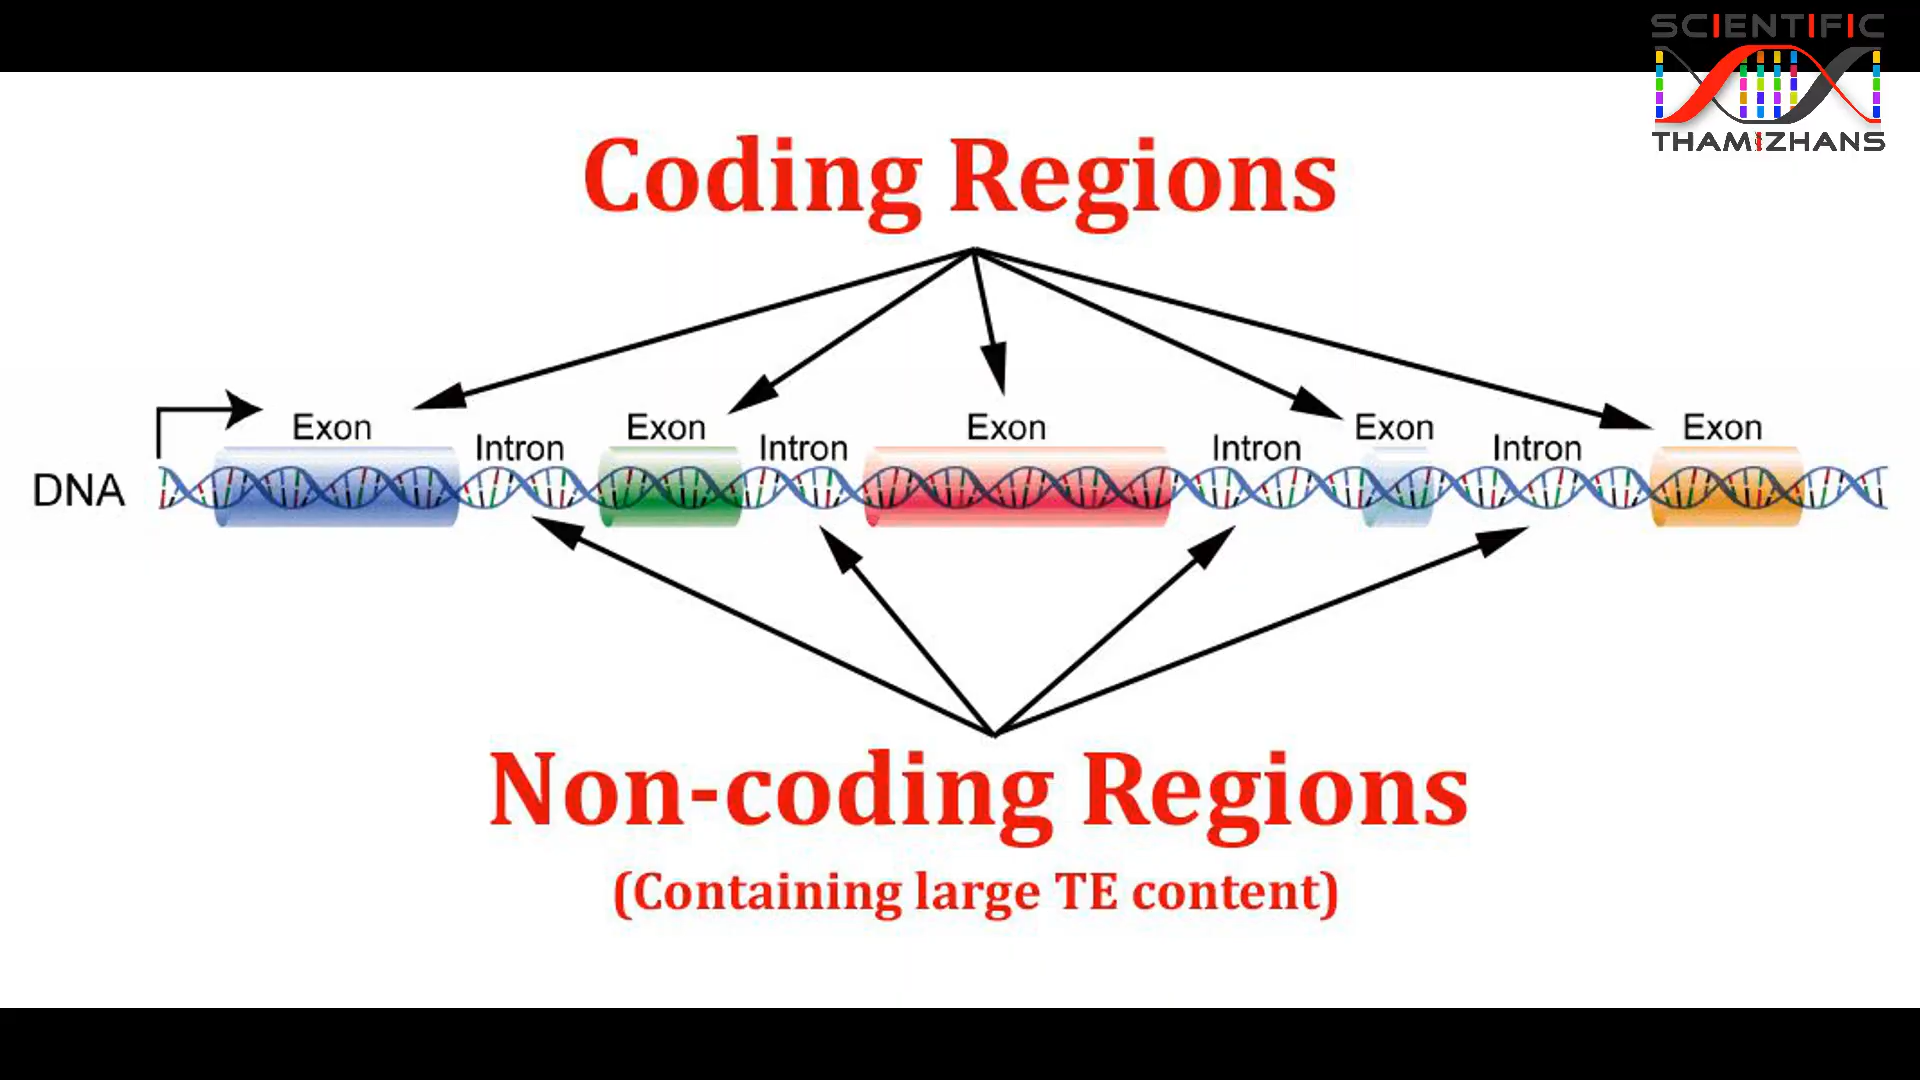 SCIENTIFIC
THAMIZHANS
Coding Regions
Exon
Exon
Exon
Exon
Exon
Intron
Intron
Intron
Intron
DNA
Non-coding Regions
(Containing large TE content)